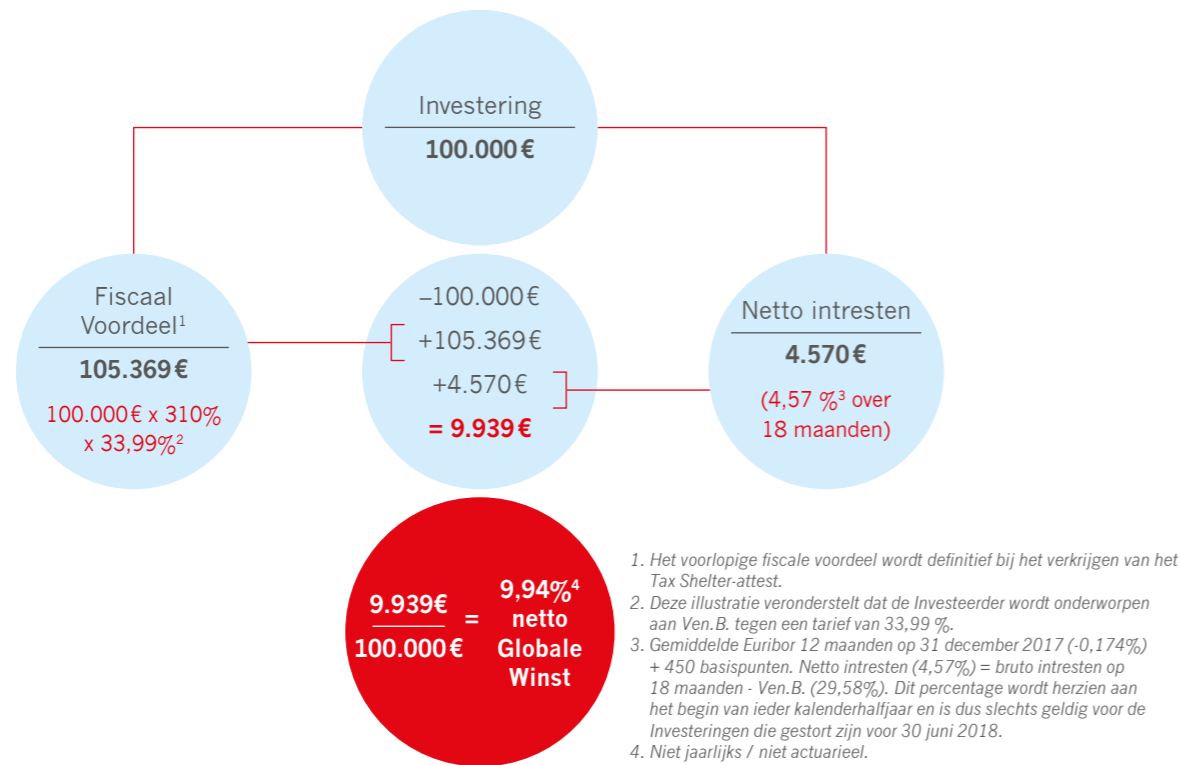 Investering
100.000 €
Fiscaal
Voordeel¹
105.369 €
100.000 € x 310%
x 33,99%²
–100.000 €
+105.369 €
+4.570 €
= 9.939 €
Netto intresten
4.570 €
(4,57 %³ over
18 maanden)
9.939€
100.000 €
=
9,94%⁴
netto
Globale
Winst
1. Het voorlopige fiscale voordeel wordt definitief bij het verkrijgen van het
Tax Shelter-attest.
2. Deze illustratie veronderstelt dat de Investeerder wordt onderworpen
aan Ven.B. tegen een tarief van 33,99 %.
3. Gemiddelde Euribor 12 maanden op 31 december 2017 (-0,174%)
+ 450 basispunten. Netto intresten (4,57%) = bruto intresten op
18 maanden - Ven.B. (29,58%). Dit percentage wordt herzien aan
het begin van ieder kalenderhalfjaar en is dus slechts geldig voor de
Investeringen die gestort zijn voor 30 juni 2018.
4. Niet jaarlijks / niet actuarieel.